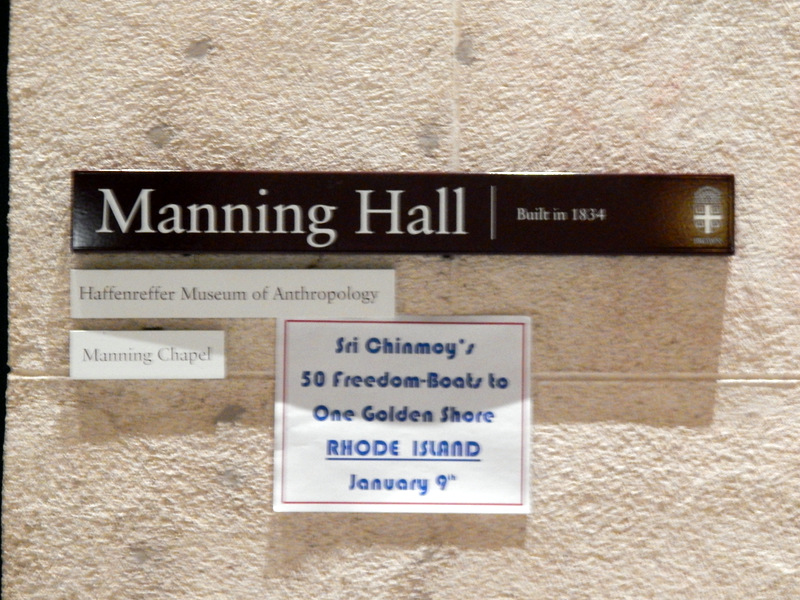 Manning Hall | Built in 1834
Haffenreffer Museum of Anthropology
Manning Chapel
Sri Chinmoy's
50 Freedom-Boats to
One Golden Shore
RHODE ISLAND
January 9th